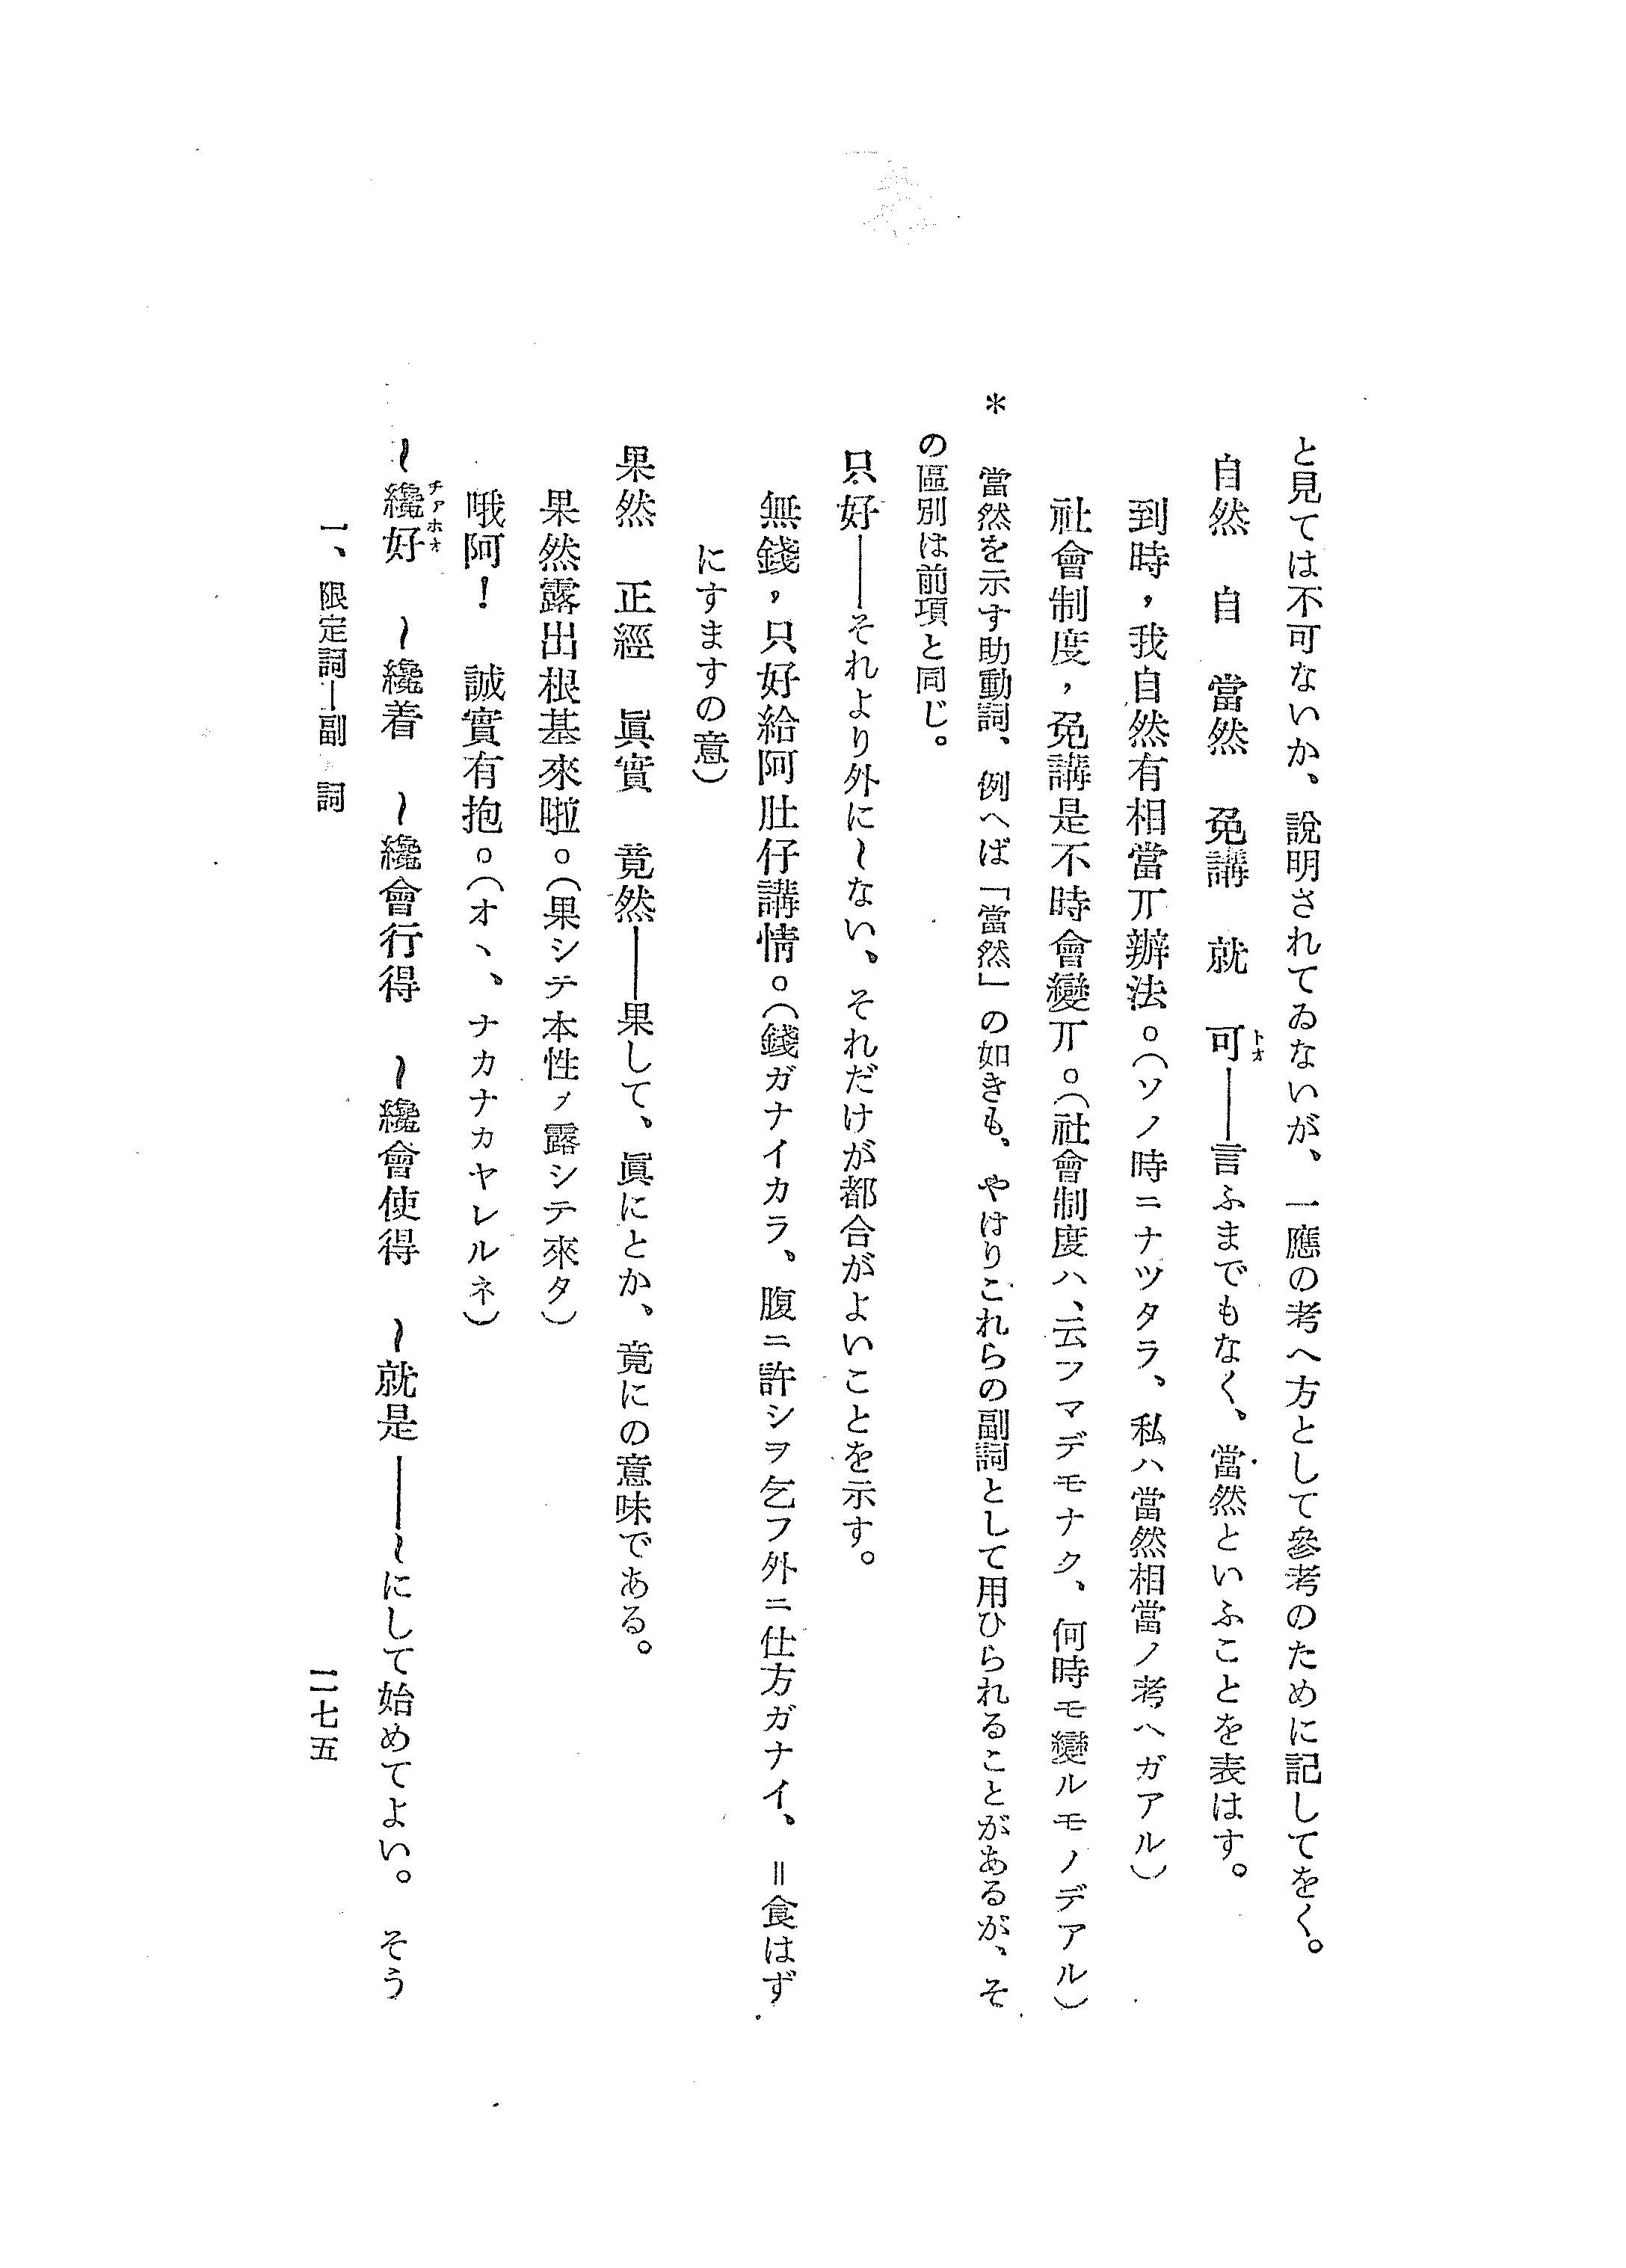 と見ては不可ないか、說明されてゐないが、一應の考へ方として參考のために記してをく。
自然　自　當然　免講　就　可トオ――言ふまでもなく、當然といふことを表はす。
到時，我自然有相當丌辦法。（ソノ時ニナツタラ、私ハ當然相當ノ考ヘガアル）
社會制度，免講是不時會變丌。（社會制度ハ、云フマデモナク、何時モ變ルモノデアル）
＊　當然を示す助動詞、例へば「當然」の如きも、やはりこれらの副詞として用ひられることがあるが、そ
の區別は前項と同じ。
只好――それより外に〜ない、それだけが都合がよいことを示す。
無錢，只好給阿肚仔講情。（錢ガナイカラ、腹ニ許シヲ乞フ外ニ仕方ガナイ、＝食はず
にすますの意）
果然　正經　眞實　竟然――果して、眞にとか、竟にの意味である。
果然露出根基來啦。（果シテ本性ノ露シテ來タ）
哦阿！　誠實有抱。（オヽ、ナカナカヤレルネ）
〜纔好チァホオ　〜纔着　〜纔會行得　〜纔會使得　〜就是――〜にして始めてよい。　そう
一、限定詞―副　詞
二七五